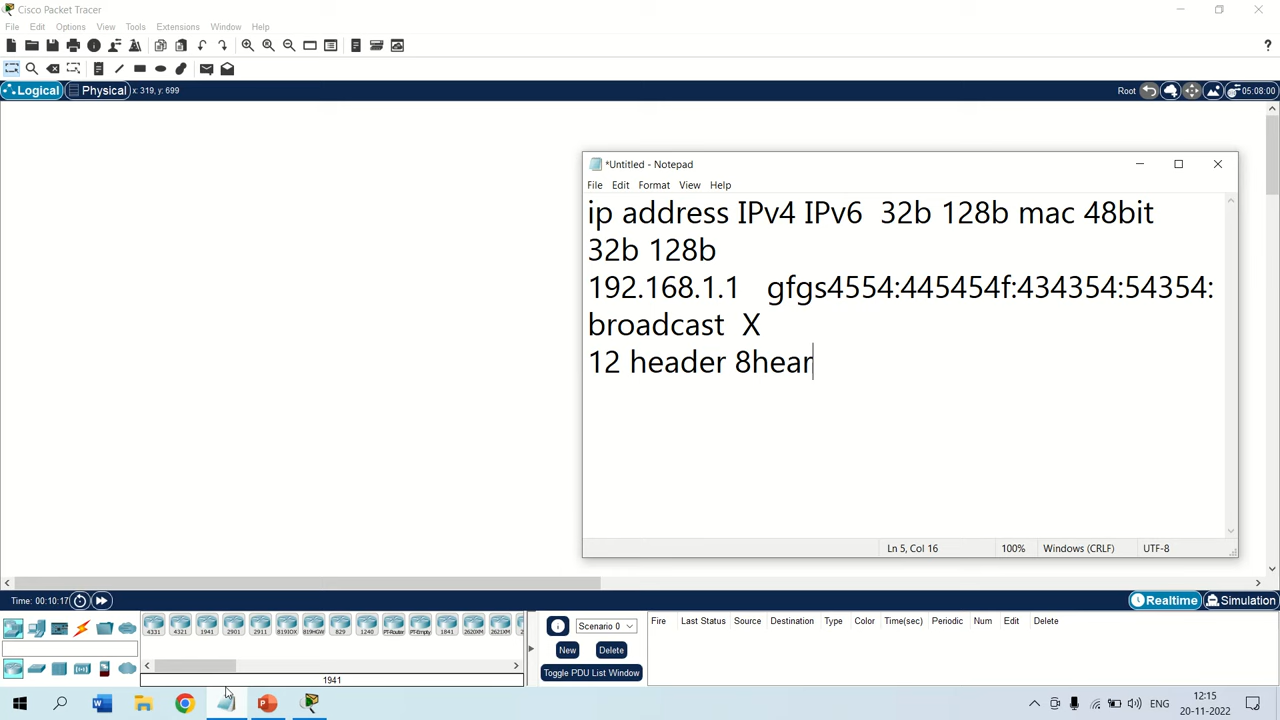 Cisco Packet Tracer
File Edit Options View Tools Extensions Window Help
Logical Physical x: 319, y: 699 Root 05:08:00
*Untitled - Notepad
File Edit Format View Help
ip address IPv4 IPv6 32b 128b mac 48bit
32b 128b
192.168.1.1 gfgs4554:445454f:434354:54354:
broadcast X
12 header 8hear
Ln 5, Col 16 100% Windows (CRLF) UTF-8
Time: 00:10:17 Realtime Simulation
4331 4321 1941 2901 2911 819IOX 819HGW 829 1240 PT-Router PT-Empty 1841 2620XM 2621XM 2
Scenario 0
New Delete
Toggle PDU List Window
Fire Last Status Source Destination Type Color Time(sec) Periodic Num Edit Delete
1941
ENG 12:15
20-11-2022